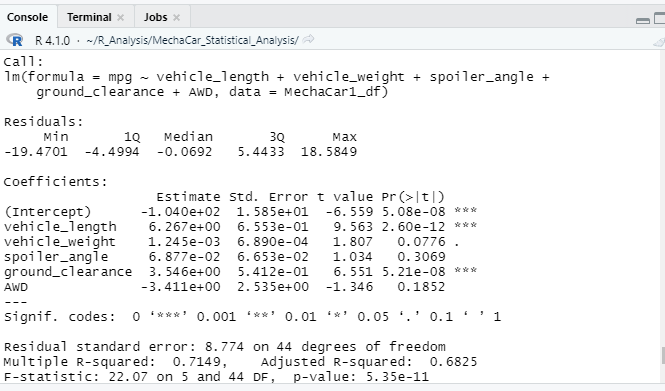 Console Terminal × Jobs ×
R R 4.1.0 · ~/R_Analysis/MechaCar_Statistical_Analysis/
Call:
lm(formula = mpg ~ vehicle_length + vehicle_weight + spoiler_angle +
    ground_clearance + AWD, data = MechaCar1_df)
Residuals:
     Min       1Q   Median       3Q      Max
-19.4701  -4.4994  -0.0692   5.4433  18.5849
Coefficients:
                   Estimate Std. Error t value Pr(>|t|)
(Intercept)      -1.040e+02  1.585e+01  -6.559 5.08e-08 ***
vehicle_length    6.267e+00  6.553e-01   9.563 2.60e-12 ***
vehicle_weight    1.245e-03  6.890e-04   1.807   0.0776 .
spoiler_angle     6.877e-02  6.653e-02   1.034   0.3069
ground_clearance  3.546e+00  5.412e-01   6.551 5.21e-08 ***
AWD              -3.411e+00  2.535e+00  -1.346   0.1852
---
Signif. codes:  0 ‘***’ 0.001 ‘**’ 0.01 ‘*’ 0.05 ‘.’ 0.1 ‘ ’ 1
Residual standard error: 8.774 on 44 degrees of freedom
Multiple R-squared:  0.7149,    Adjusted R-squared:  0.6825
F-statistic: 22.07 on 5 and 44 DF,  p-value: 5.35e-11